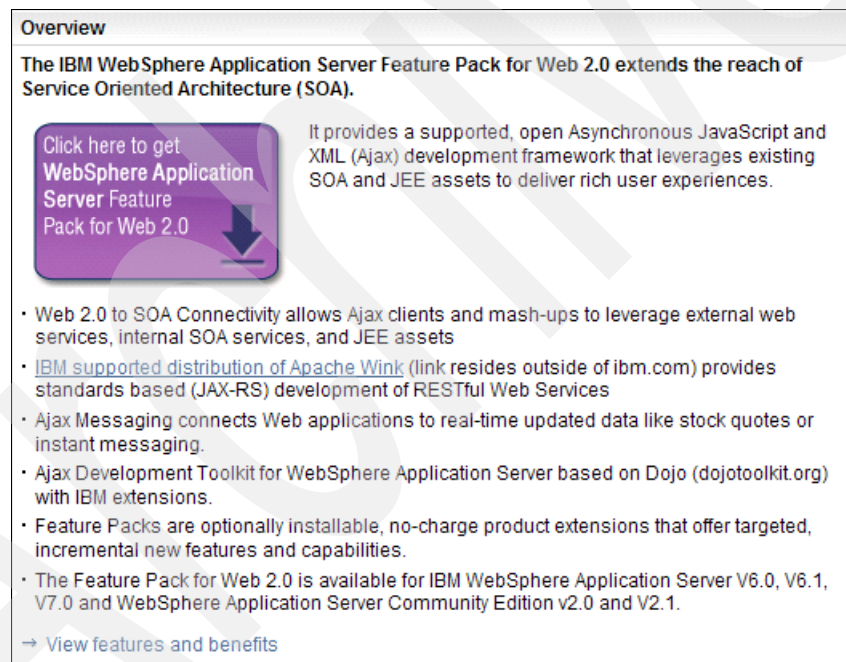 Overview
The IBM WebSphere Application Server Feature Pack for Web 2.0 extends the reach of
Service Oriented Architecture (SOA).
Click here to get
WebSphere Application
Server Feature
Pack for Web 2.0
It provides a supported, open Asynchronous JavaScript and
XML (Ajax) development framework that leverages existing
SOA and JEE assets to deliver rich user experiences.
· Web 2.0 to SOA Connectivity allows Ajax clients and mash-ups to leverage external web
services, internal SOA services, and JEE assets
· IBM supported distribution of Apache Wink (link resides outside of ibm.com) provides
standards based (JAX-RS) development of RESTful Web Services
· Ajax Messaging connects Web applications to real-time updated data like stock quotes or
instant messaging.
· Ajax Development Toolkit for WebSphere Application Server based on Dojo (dojotoolkit.org)
with IBM extensions.
· Feature Packs are optionally installable, no-charge product extensions that offer targeted,
incremental new features and capabilities.
· The Feature Pack for Web 2.0 is available for IBM WebSphere Application Server V6.0, V6.1,
V7.0 and WebSphere Application Server Community Edition v2.0 and V2.1.
→ View features and benefits